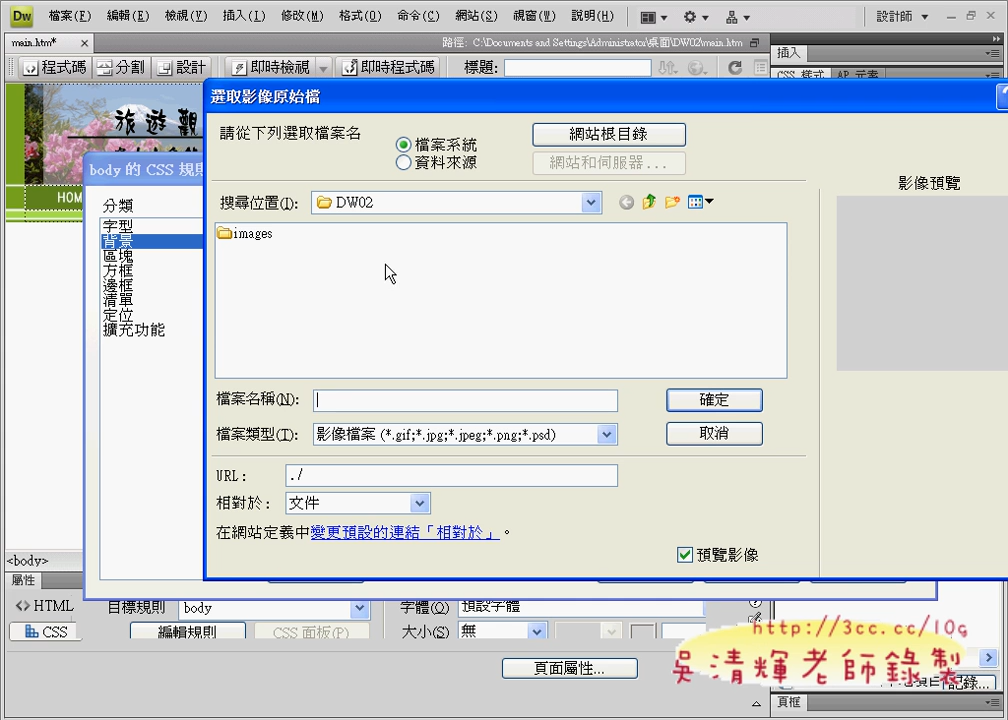 Dw 檔案(F) 編輯(E) 檢視(V) 插入(I) 修改(M) 格式(O) 命令(C) 網站(S) 視窗(W) 說明(H) 設計師
main.htm* 路徑: C:\Documents and Settings\Administrator\桌面\DW02\main.htm
插入
程式碼 分割 設計 即時檢視 即時程式碼 標題:
CSS 樣式 AP 元素
旅遊觀
HOM
body 的 CSS 規則
分類
字型
背景
區塊
方框
邊框
清單
定位
擴充功能
選取影像原始檔
請從下列選取檔案名
檔案系統
資料來源
網站根目錄
網站和伺服器...
影像預覽
搜尋位置(I): DW02
images
檔案名稱(N):
確定
檔案類型(T): 影像檔案 (*.gif;*.jpg;*.jpeg;*.png;*.psd)
取消
URL: ./
相對於: 文件
在網站定義中變更預設的連結「相對於」。
預覽影像
<body>
屬性
HTML
CSS
目標規則 body
編輯規則 CSS 面板(P)
字體(O) 預設字體
大小(S) 無
頁面屬性...
http://3cc.cc/10g
吳清輝老師錄製
記錄...
頁框